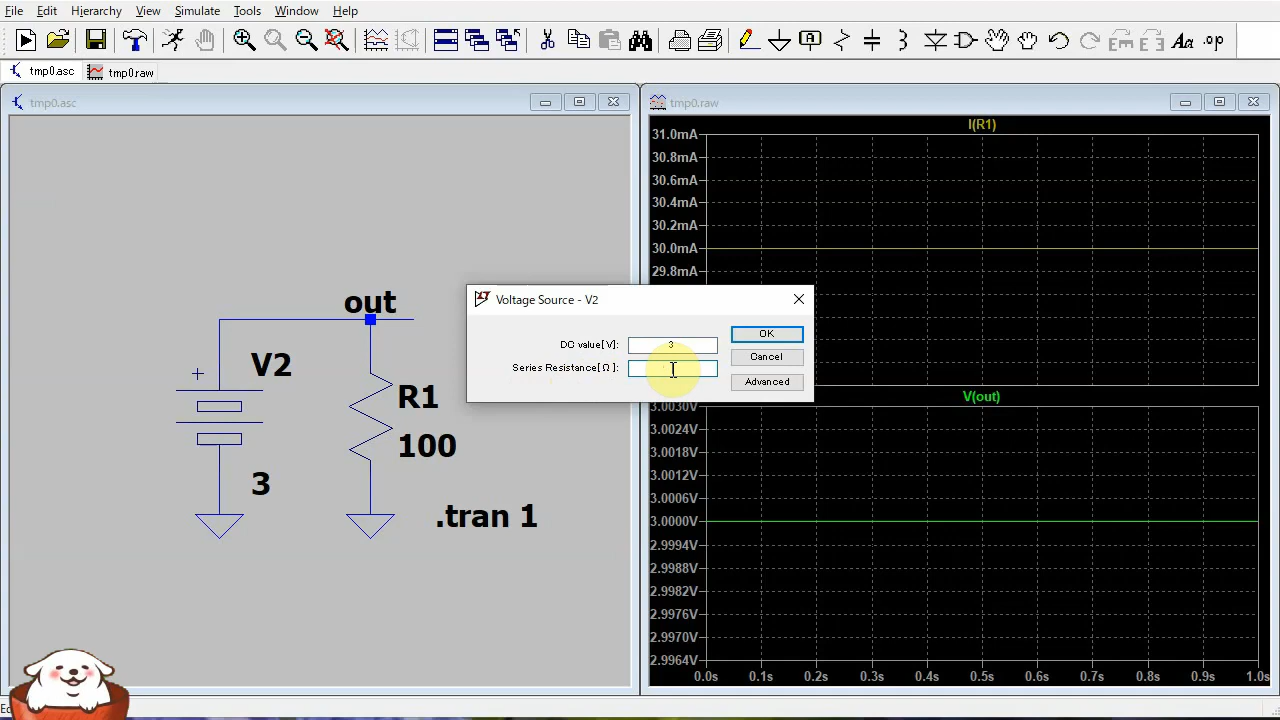 File Edit Hierarchy View Simulate Tools Window Help
tmp0.asc tmp0.raw
tmp0.asc
tmp0.raw
I(R1)
31.0mA
30.8mA
30.6mA
30.4mA
30.2mA
30.0mA
29.8mA
out
V2
+
R1
100
3
.tran 1
Voltage Source - V2
DC value[V]: 3
Series Resistance[Ω]:
OK
Cancel
Advanced
V(out)
3.0030V
3.0024V
3.0018V
3.0012V
3.0006V
3.0000V
2.9994V
2.9988V
2.9982V
2.9976V
2.9970V
2.9964V
0.0s 0.1s 0.2s 0.3s 0.4s 0.5s 0.6s 0.7s 0.8s 0.9s 1.0s